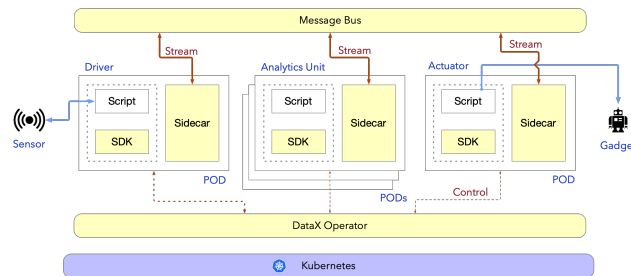 Message Bus
Stream
Stream
Stream
Driver
Analytics Unit
Actuator
Script
Script
Script
Sidecar
Sidecar
Sidecar
SDK
SDK
SDK
Sensor
Gadge
POD
PODs
POD
Control
DataX Operator
Kubernetes